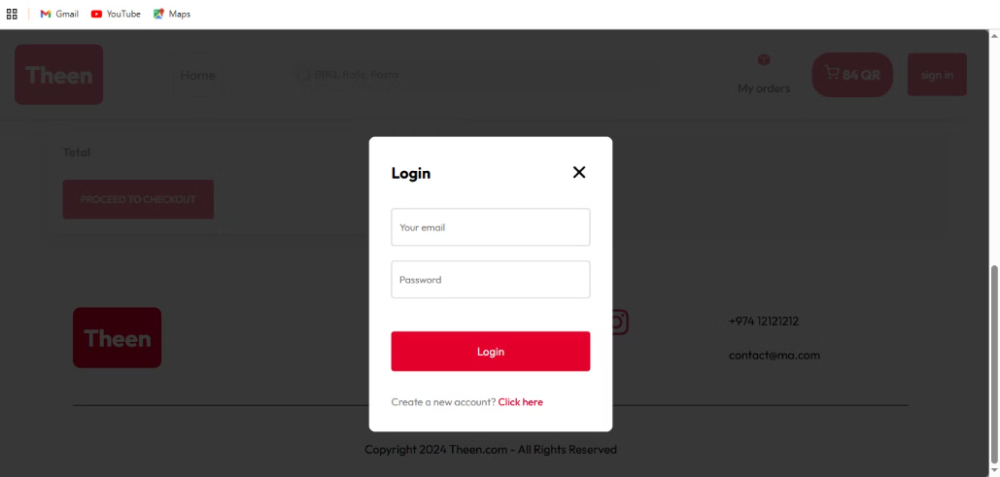 Gmail YouTube Maps
Theen
Home
BBQ, Rolls, Pasta
My orders
84 QR
sign in
Total
PROCEED TO CHECKOUT
Login
Your email
Password
Login
Create a new account? Click here
Theen
+974 12121212
contact@ma.com
Copyright 2024 Theen.com - All Rights Reserved